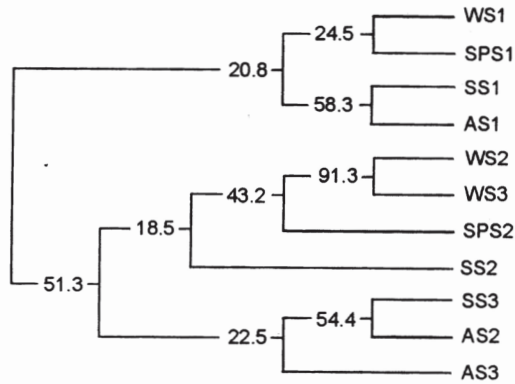 WS1
24.5
SPS1
20.8
SS1
58.3
AS1
WS2
91.3
WS3
43.2
SPS2
18.5
SS2
51.3
SS3
54.4
AS2
22.5
AS3